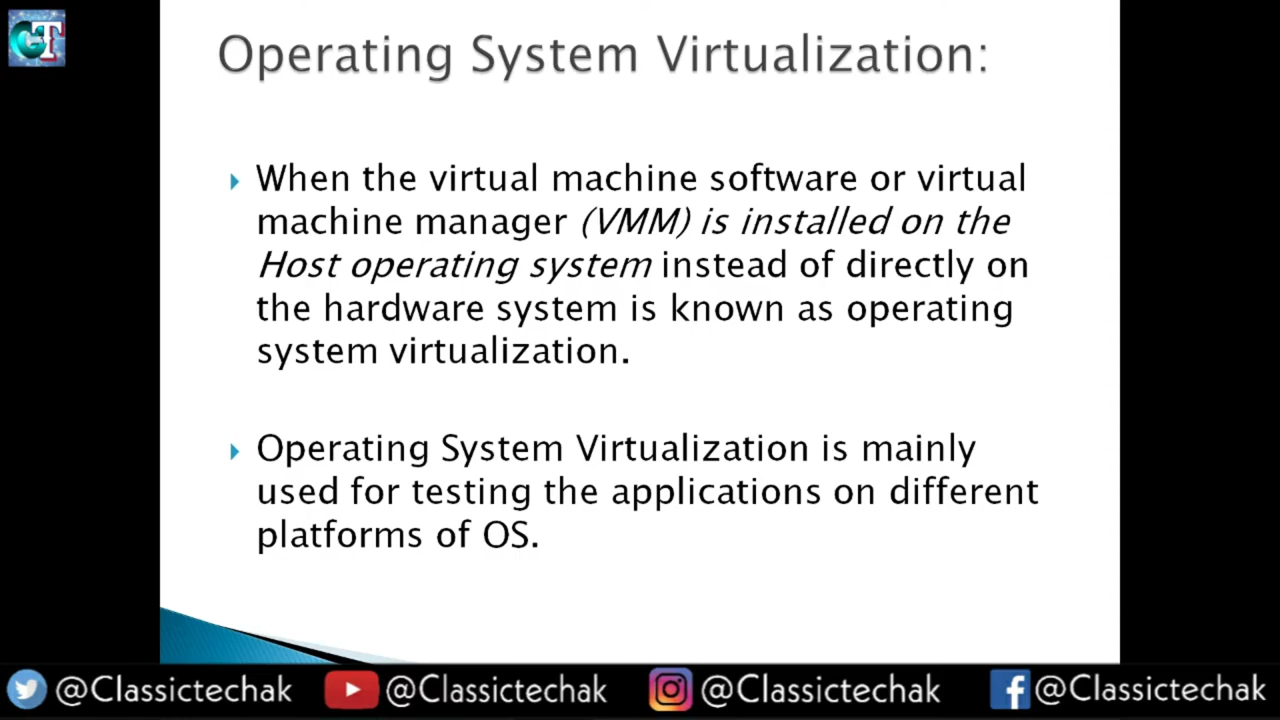 GT
Operating System Virtualization:
When the virtual machine software or virtual
machine manager (VMM) is installed on the
Host operating system instead of directly on
the hardware system is known as operating
system virtualization.
Operating System Virtualization is mainly
used for testing the applications on different
platforms of OS.
@Classictechak @Classictechak @Classictechak @Classictechak